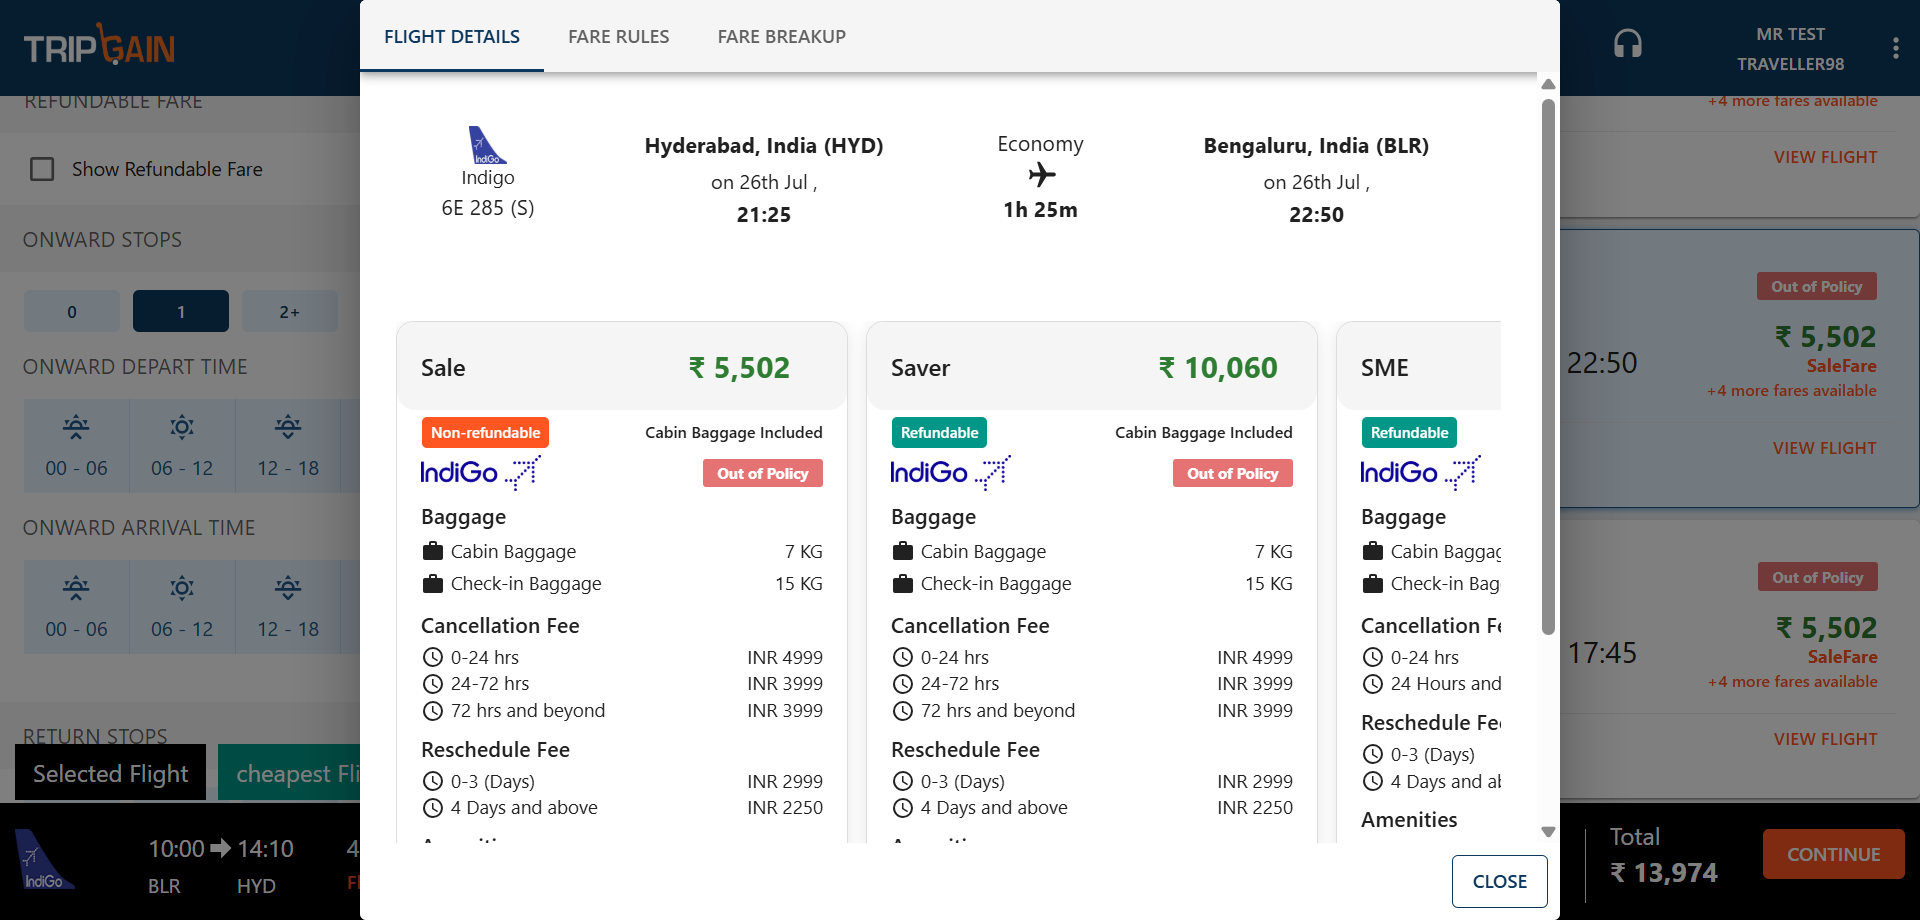 TRIPGAIN
FLIGHT DETAILS
FARE RULES
FARE BREAKUP
MR TEST
TRAVELLER98
REFUNDABLE FARE
Show Refundable Fare
ONWARD STOPS
0
1
2+
ONWARD DEPART TIME
00 - 06
06 - 12
12 - 18
ONWARD ARRIVAL TIME
00 - 06
06 - 12
12 - 18
RETURN STOPS
Selected Flight
cheapest Fli
IndiGo
Indigo
6E 285 (S)
Hyderabad, India (HYD)
on 26th Jul ,
21:25
Economy
1h 25m
Bengaluru, India (BLR)
on 26th Jul ,
22:50
Sale
₹ 5,502
Non-refundable
Cabin Baggage Included
IndiGo
Out of Policy
Baggage
Cabin Baggage
7 KG
Check-in Baggage
15 KG
Cancellation Fee
0-24 hrs
INR 4999
24-72 hrs
INR 3999
72 hrs and beyond
INR 3999
Reschedule Fee
0-3 (Days)
INR 2999
4 Days and above
INR 2250
Saver
₹ 10,060
Refundable
Cabin Baggage Included
IndiGo
Out of Policy
Baggage
Cabin Baggage
7 KG
Check-in Baggage
15 KG
Cancellation Fee
0-24 hrs
INR 4999
24-72 hrs
INR 3999
72 hrs and beyond
INR 3999
Reschedule Fee
0-3 (Days)
INR 2999
4 Days and above
INR 2250
SME
Refundable
IndiGo
Baggage
Cabin Baggag
Check-in Bag
Cancellation Fe
0-24 hrs
24 Hours and
Reschedule Fe
0-3 (Days)
4 Days and ab
Amenities
CLOSE
+4 more fares available
VIEW FLIGHT
Out of Policy
22:50
₹ 5,502
SaleFare
+4 more fares available
VIEW FLIGHT
Out of Policy
17:45
₹ 5,502
SaleFare
+4 more fares available
VIEW FLIGHT
IndiGo
10:00
14:10
4
BLR
HYD
Fl
Total
₹ 13,974
CONTINUE